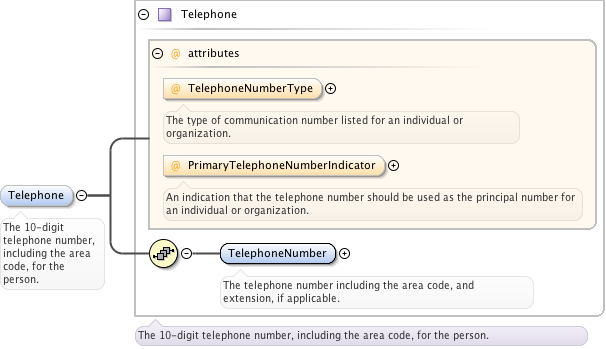 Telephone
attributes
@ TelephoneNumberType
The type of communication number listed for an individual or
organization.
@ PrimaryTelephoneNumberIndicator
An indication that the telephone number should be used as the principal number for
an individual or organization.
Telephone
The 10-digit
telephone number,
including the area
code, for the
person.
TelephoneNumber
The telephone number including the area code, and
extension, if applicable.
The 10-digit telephone number, including the area code, for the person.